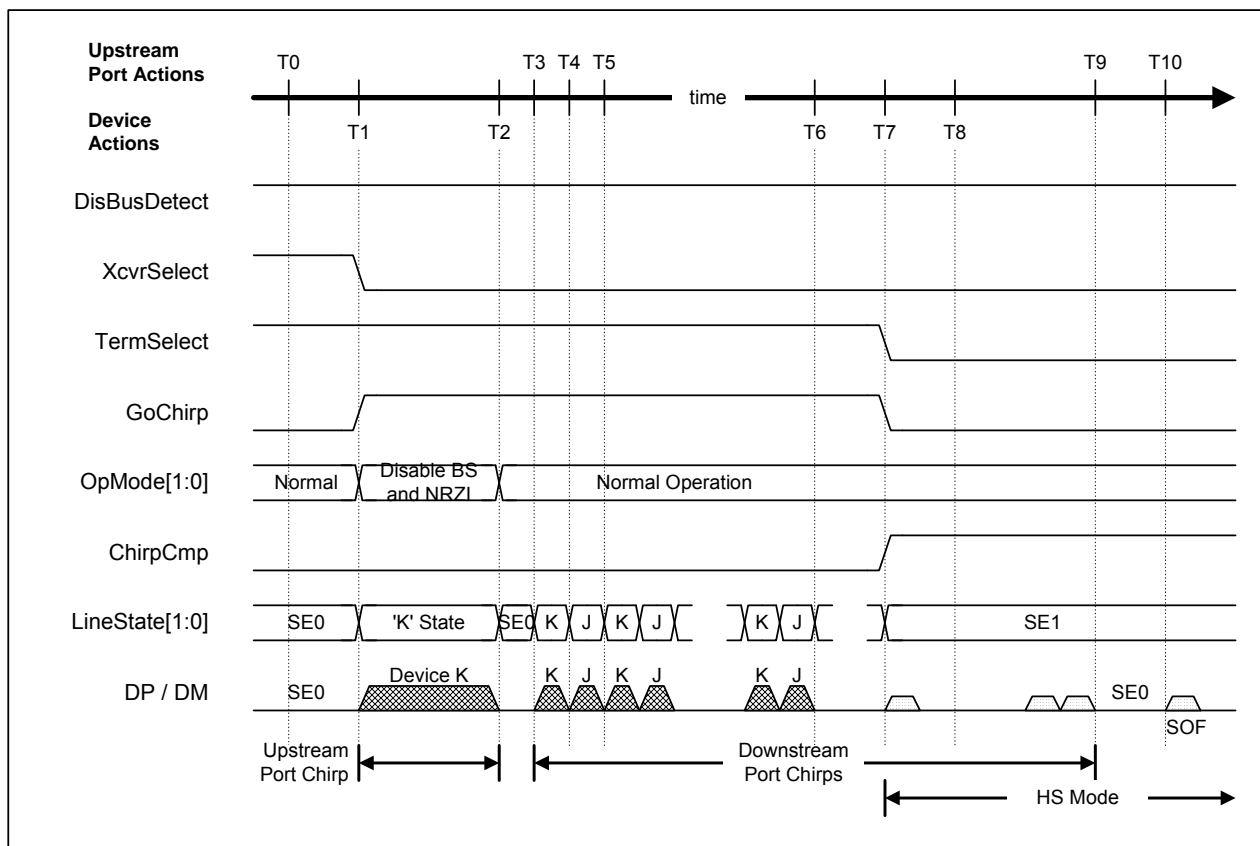 Upstream
Port Actions
T0 T3 T4 T5 T9 T10
time
Device
Actions
T1 T2 T6 T7 T8
DisBusDetect
XcvrSelect
TermSelect
GoChirp
OpMode[1:0] Normal Disable BS and NRZI Normal Operation
ChirpCmp
LineState[1:0] SE0 'K' State SE0 K J K J K J SE1
Device K K J K J K J
DP / DM SE0 SE0
SOF
Upstream
Port Chirp
Downstream
Port Chirps
HS Mode